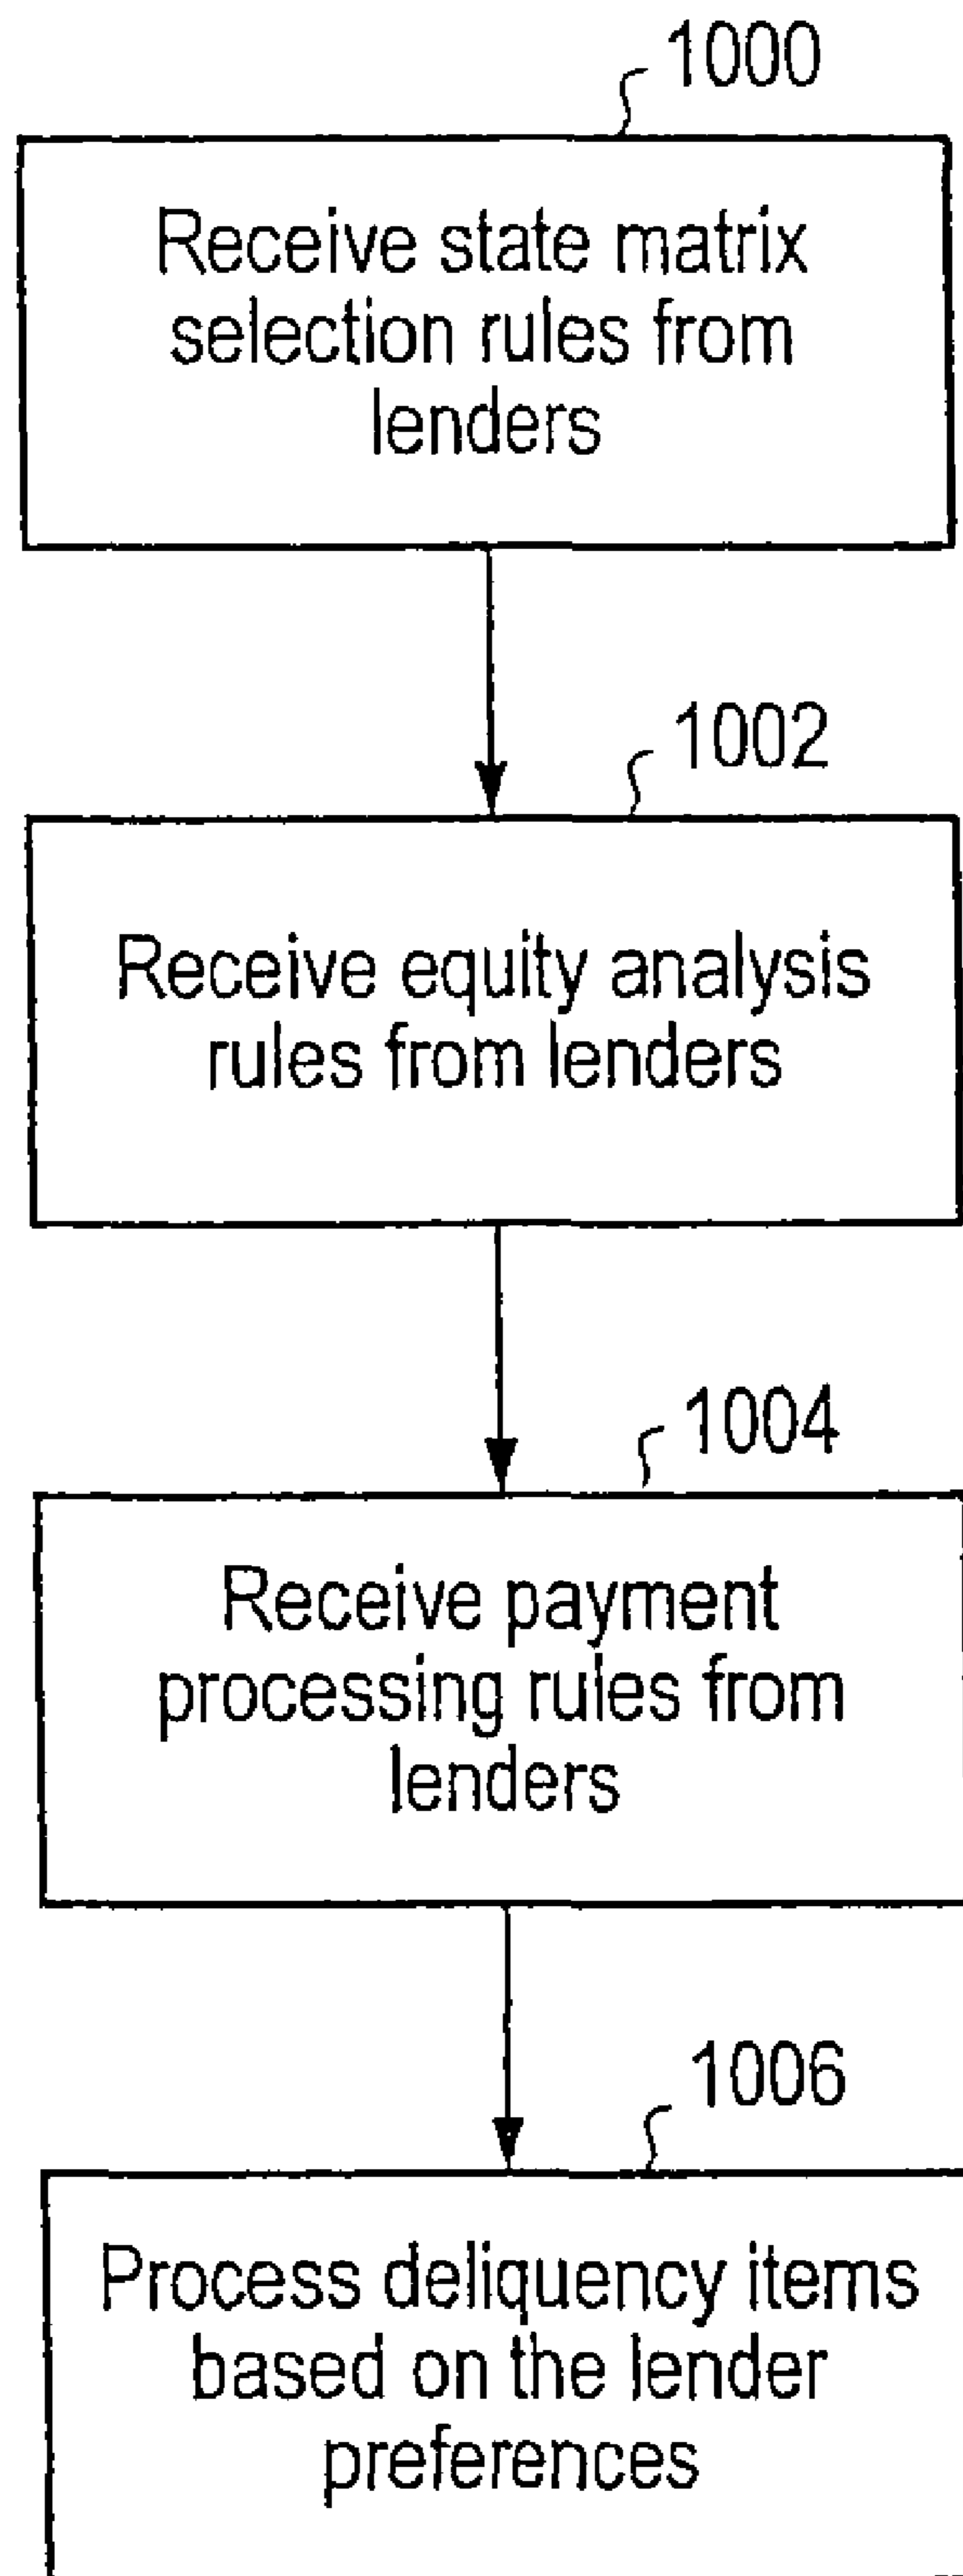 1000
Receive state matrix
selection rules from
lenders
1002
Receive equity analysis
rules from lenders
1004
Receive payment
processing rules from
lenders
1006
Process deliquency items
based on the lender
preferences